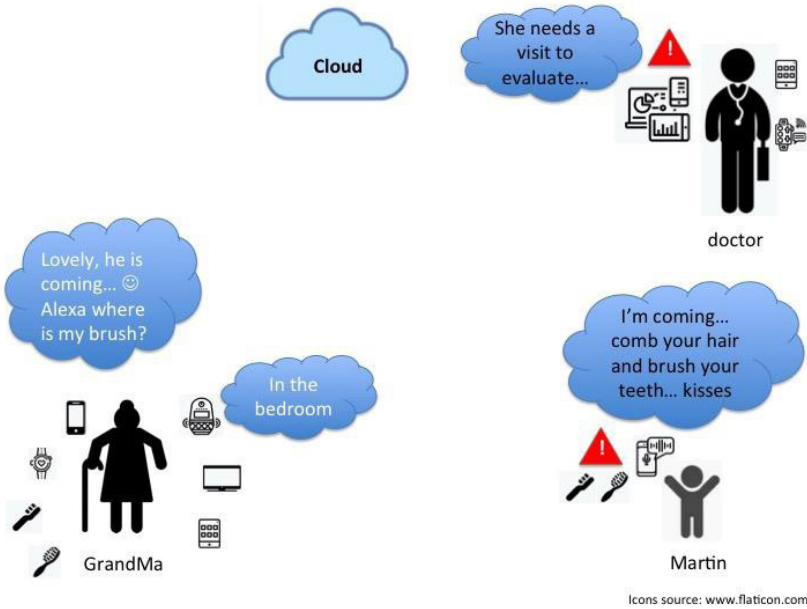 Cloud
She needs a
visit to
evaluate...
doctor
Lovely, he is
coming... ☺
Alexa where
is my brush?
In the
bedroom
I'm coming...
comb your hair
and brush your
teeth... kisses
GrandMa
Martin
Icons source: www.flaticon.com